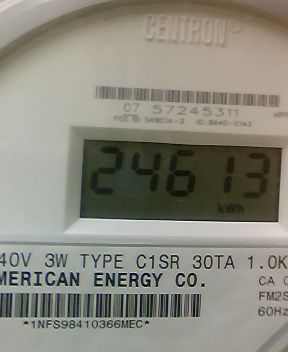 CENTRON
07 57245311
24613
kWh
40V 3W TYPE C1SR 30TA 1.0K
MERICAN ENERGY CO.
CA
FM2S
60Hz
*1NFS98410366MEC*